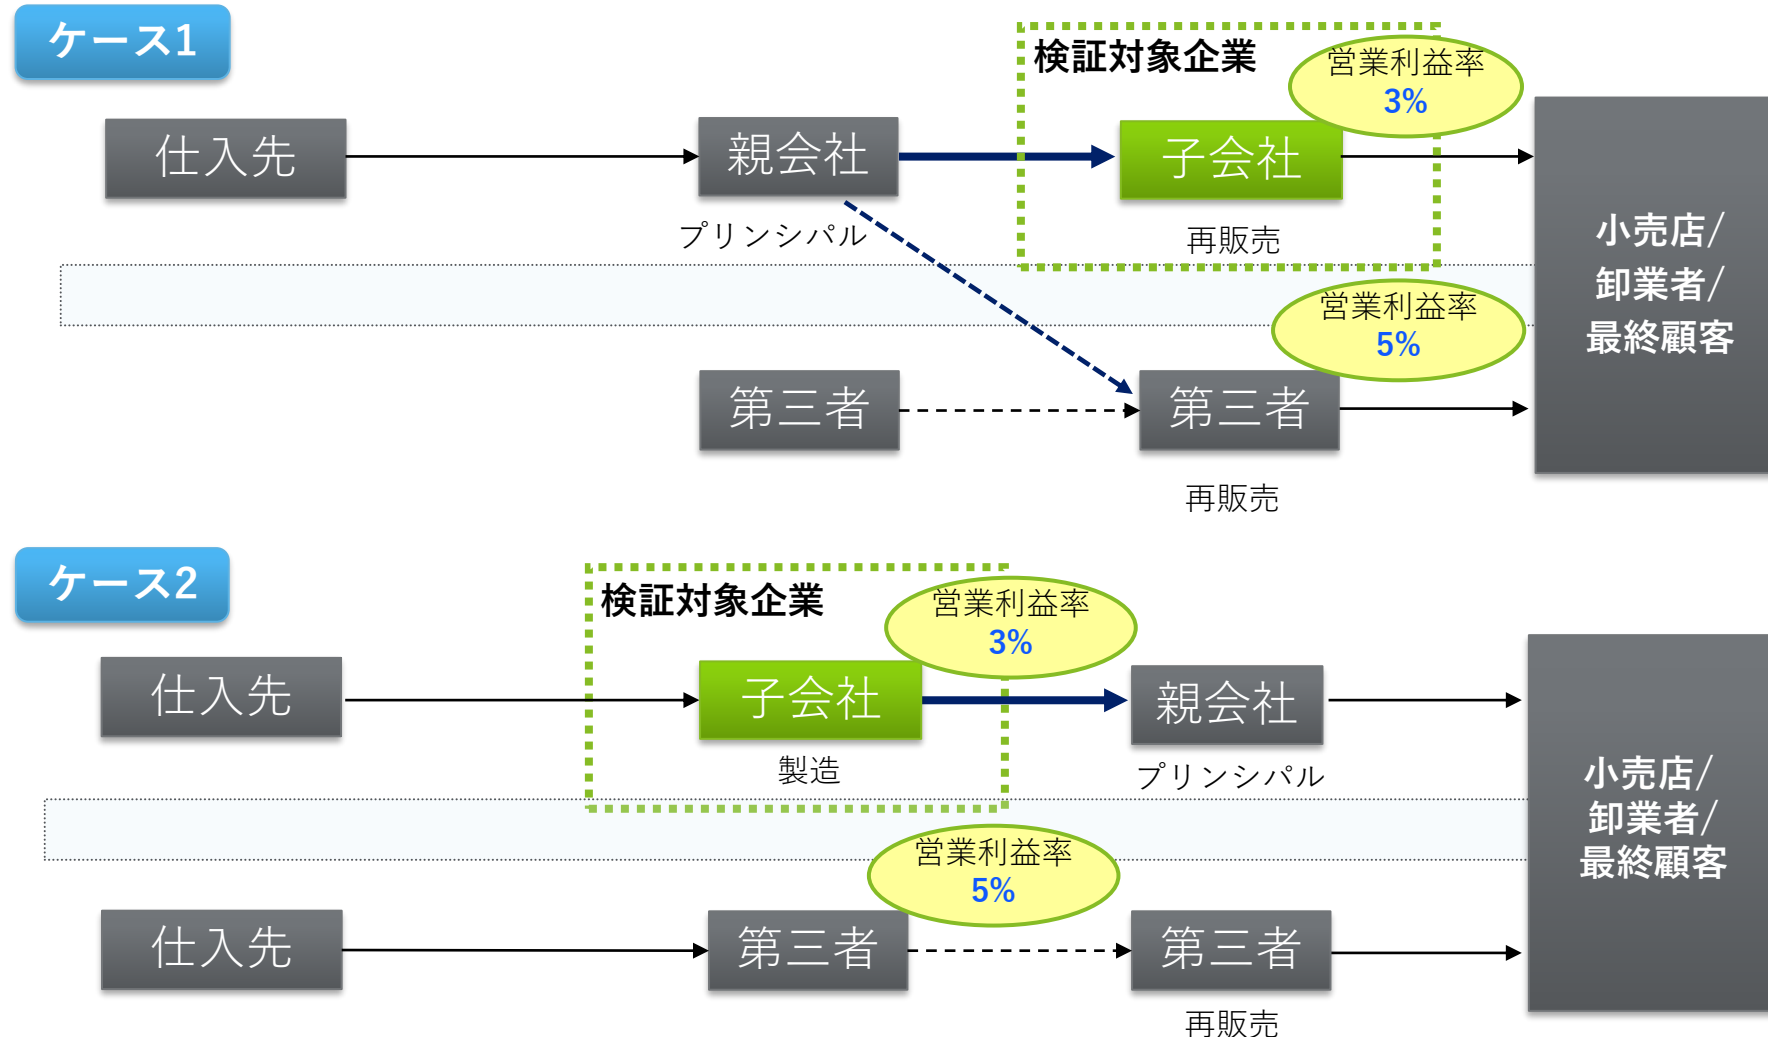 ケース1
検証対象企業
営業利益率
3%
仕入先
親会社
子会社
プリンシパル
再販売
小売店/
卸業者/
最終顧客
営業利益率
5%
第三者
第三者
再販売
ケース2
検証対象企業
営業利益率
3%
仕入先
子会社
親会社
製造
プリンシパル
小売店/
卸業者/
最終顧客
営業利益率
5%
仕入先
第三者
第三者
再販売